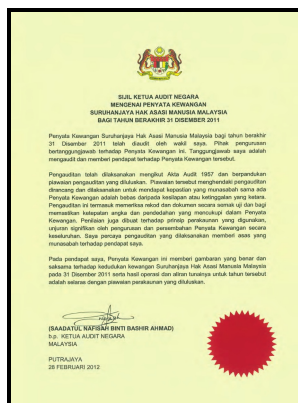 SIJIL KETUA AUDIT NEGARA
MENGENAI PENYATA KEWANGAN
SURUHANJAYA HAK ASASI MANUSIA MALAYSIA
BAGI TAHUN BERAKHIR 31 DISEMBER 2011
Penyata Kewangan Suruhanjaya Hak Asasi Manusia Malaysia bagi tahun berakhir
31 Disember 2011 telah diaudit oleh wakil saya. Pihak pengurusan
bertanggungjawab terhadap Penyata Kewangan ini. Tanggungjawab saya adalah
mengaudit dan memberi pendapat terhadap Penyata Kewangan tersebut.
Pengauditan telah dilaksanakan mengikut Akta Audit 1957 dan berpandukan
piawaian pengauditan yang diluluskan. Piawaian tersebut menghendaki pengauditan
dirancang dan dilaksanakan untuk mendapat kepastian yang munasabah sama ada
Penyata Kewangan adalah bebas daripada kesilapan atau ketinggalan yang ketara.
Pengauditan ini termasuk memeriksa rekod dan dokumen secara semak uji dan bagi
memastikan ketepatan angka dan pendedahan yang mencukupi dalam Penyata
Kewangan. Penilaian juga dibuat terhadap prinsip perakaunan yang digunakan,
unjuran signifikan oleh pengurusan dan persembahan Penyata Kewangan secara
keseluruhan. Saya percaya pengauditan yang dilaksanakan memberi asas yang
munasabah terhadap pendapat saya.
Pada pendapat saya, Penyata Kewangan ini memberi gambaran yang benar dan
saksama terhadap kedudukan kewangan Suruhanjaya Hak Asasi Manusia Malaysia
pada 31 Disember 2011 serta hasil operasi dan aliran tunainya untuk tahun tersebut
adalah selaras dengan piawaian perakaunan yang diluluskan.
(SAADATUL NAFISAH BINTI BASHIR AHMAD)
b.p. KETUA AUDIT NEGARA
MALAYSIA
PUTRAJAYA
28 FEBRUARI 2012